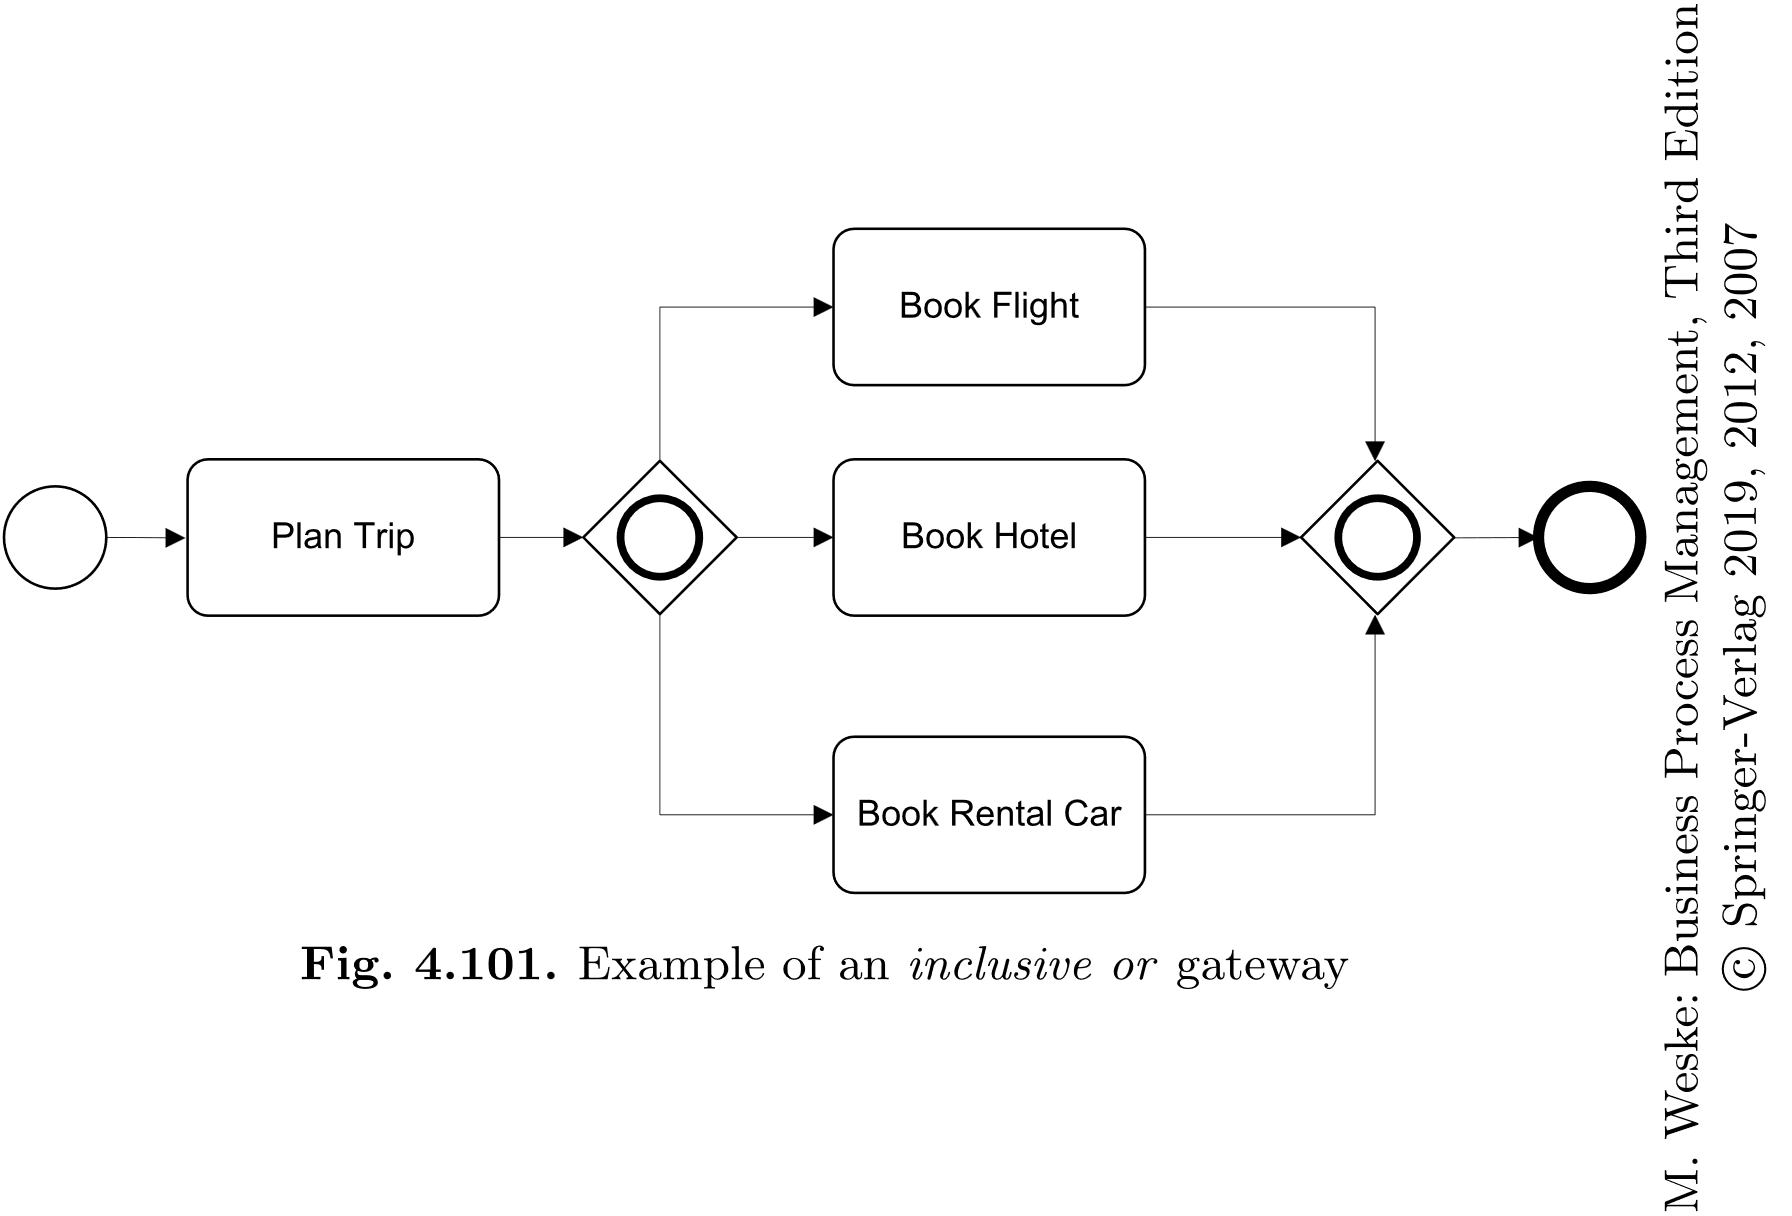 Book Flight
Plan Trip
Book Hotel
Book Rental Car
Fig. 4.101. Example of an inclusive or gateway
M. Weske: Business Process Management, Third Edition
© Springer-Verlag 2019, 2012, 2007